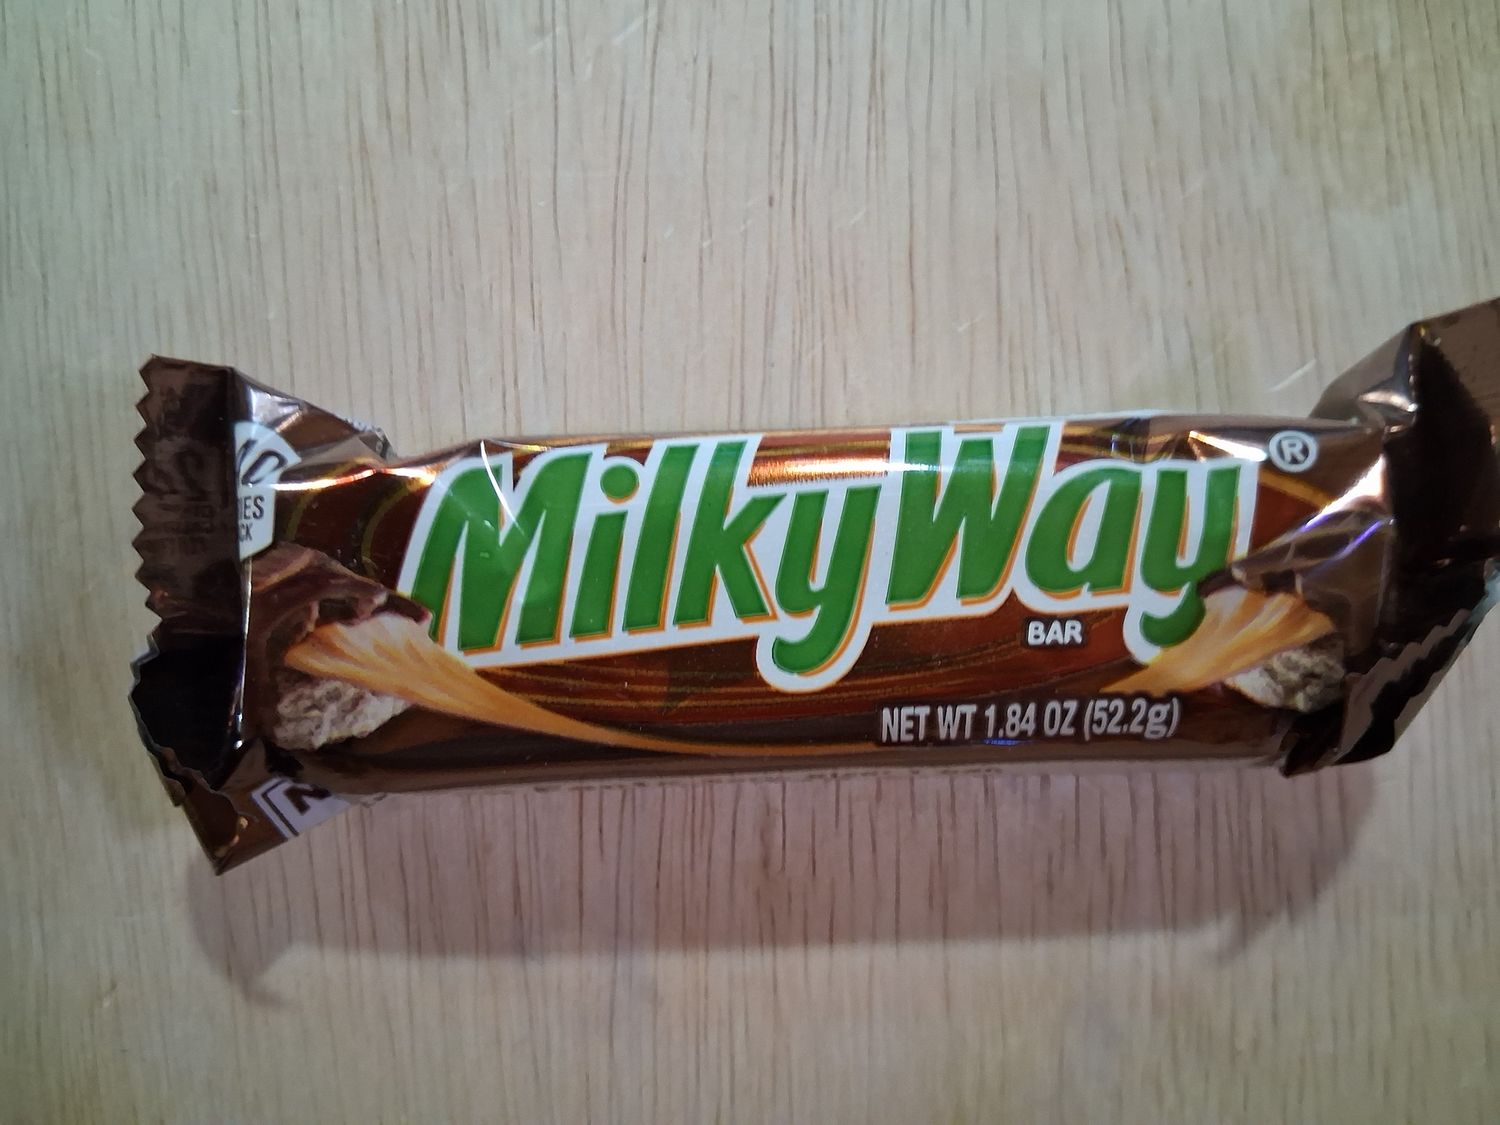 MilkyWay®
BAR
NET WT 1.84 OZ (52.2g)